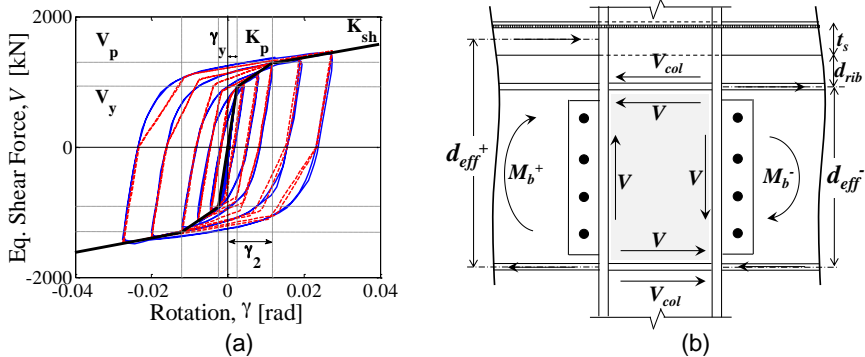 2000
0
-2000
Eq. Shear Force, V [kN]
V_p
V_y
γ_y
K_p
K_sh
γ_2
-0.04
-0.02
0
0.02
0.04
Rotation, γ [rad]
(a)
t_s
d_rib
V_col
V
d_eff^+
M_b^+
V
V
M_b^-
d_eff^-
V
V_col
(b)